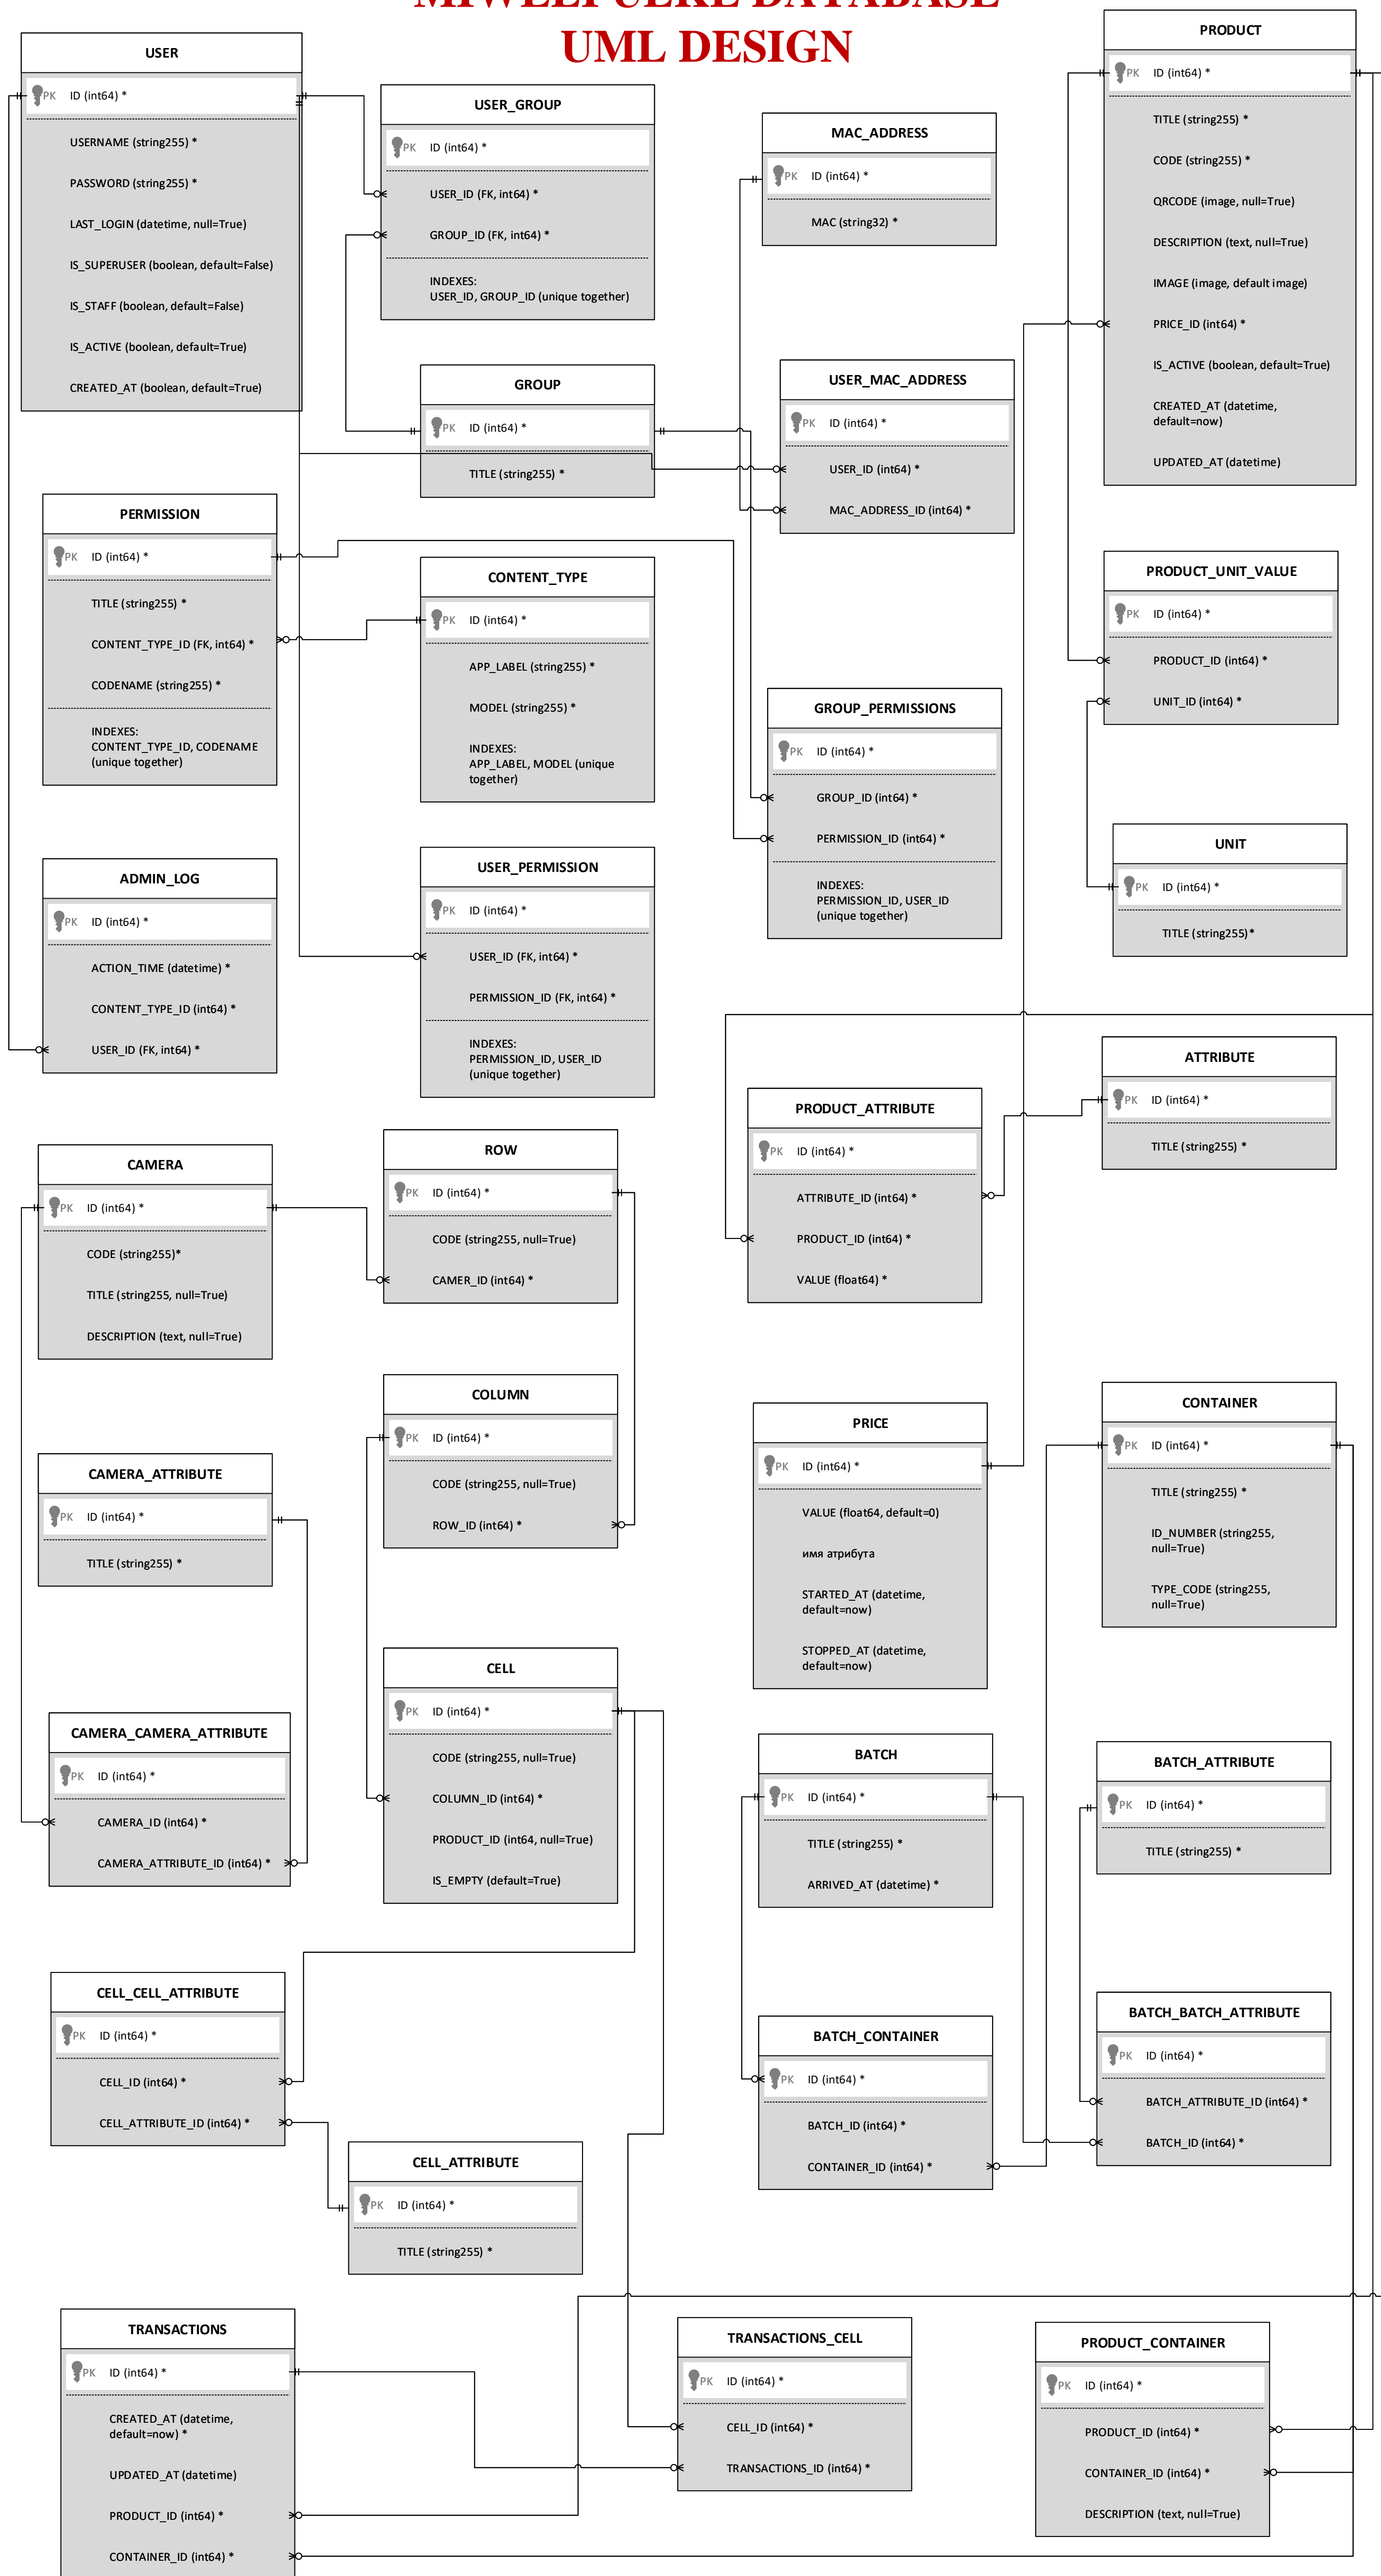 UML DESIGN
USER
PK ID (int64) *
USERNAME (string255) *
PASSWORD (string255) *
LAST_LOGIN (datetime, null=True)
IS_SUPERUSER (boolean, default=False)
IS_STAFF (boolean, default=False)
IS_ACTIVE (boolean, default=True)
CREATED_AT (boolean, default=True)
USER_GROUP
PK ID (int64) *
USER_ID (FK, int64) *
GROUP_ID (FK, int64) *
INDEXES:
USER_ID, GROUP_ID (unique together)
MAC_ADDRESS
PK ID (int64) *
MAC (string32) *
PRODUCT
PK ID (int64) *
TITLE (string255) *
CODE (string255) *
QRCODE (image, null=True)
DESCRIPTION (text, null=True)
IMAGE (image, default image)
PRICE_ID (int64) *
IS_ACTIVE (boolean, default=True)
CREATED_AT (datetime,
default=now)
UPDATED_AT (datetime)
GROUP
PK ID (int64) *
TITLE (string255) *
USER_MAC_ADDRESS
PK ID (int64) *
USER_ID (int64) *
MAC_ADDRESS_ID (int64) *
PERMISSION
PK ID (int64) *
TITLE (string255) *
CONTENT_TYPE_ID (FK, int64) *
CODENAME (string255) *
INDEXES:
CONTENT_TYPE_ID, CODENAME
(unique together)
CONTENT_TYPE
PK ID (int64) *
APP_LABEL (string255) *
MODEL (string255) *
INDEXES:
APP_LABEL, MODEL (unique
together)
PRODUCT_UNIT_VALUE
PK ID (int64) *
PRODUCT_ID (int64) *
UNIT_ID (int64) *
GROUP_PERMISSIONS
PK ID (int64) *
GROUP_ID (int64) *
PERMISSION_ID (int64) *
INDEXES:
PERMISSION_ID, USER_ID
(unique together)
UNIT
PK ID (int64) *
TITLE (string255)*
ADMIN_LOG
PK ID (int64) *
ACTION_TIME (datetime) *
CONTENT_TYPE_ID (int64) *
USER_ID (FK, int64) *
USER_PERMISSION
PK ID (int64) *
USER_ID (FK, int64) *
PERMISSION_ID (FK, int64) *
INDEXES:
PERMISSION_ID, USER_ID
(unique together)
PRODUCT_ATTRIBUTE
PK ID (int64) *
ATTRIBUTE_ID (int64) *
PRODUCT_ID (int64) *
VALUE (float64) *
ATTRIBUTE
PK ID (int64) *
TITLE (string255) *
CAMERA
PK ID (int64) *
CODE (string255)*
TITLE (string255, null=True)
DESCRIPTION (text, null=True)
ROW
PK ID (int64) *
CODE (string255, null=True)
CAMER_ID (int64) *
COLUMN
PK ID (int64) *
CODE (string255, null=True)
ROW_ID (int64) *
PRICE
PK ID (int64) *
VALUE (float64, default=0)
имя атрибута
STARTED_AT (datetime,
default=now)
STOPPED_AT (datetime,
default=now)
CONTAINER
PK ID (int64) *
TITLE (string255) *
ID_NUMBER (string255,
null=True)
TYPE_CODE (string255,
null=True)
CAMERA_ATTRIBUTE
PK ID (int64) *
TITLE (string255) *
CELL
PK ID (int64) *
CODE (string255, null=True)
COLUMN_ID (int64) *
PRODUCT_ID (int64, null=True)
IS_EMPTY (default=True)
CAMERA_CAMERA_ATTRIBUTE
PK ID (int64) *
CAMERA_ID (int64) *
CAMERA_ATTRIBUTE_ID (int64) *
BATCH
PK ID (int64) *
TITLE (string255) *
ARRIVED_AT (datetime) *
BATCH_ATTRIBUTE
PK ID (int64) *
TITLE (string255) *
CELL_CELL_ATTRIBUTE
PK ID (int64) *
CELL_ID (int64) *
CELL_ATTRIBUTE_ID (int64) *
BATCH_CONTAINER
PK ID (int64) *
BATCH_ID (int64) *
CONTAINER_ID (int64) *
BATCH_BATCH_ATTRIBUTE
PK ID (int64) *
BATCH_ATTRIBUTE_ID (int64) *
BATCH_ID (int64) *
CELL_ATTRIBUTE
PK ID (int64) *
TITLE (string255) *
TRANSACTIONS
PK ID (int64) *
CREATED_AT (datetime,
default=now) *
UPDATED_AT (datetime)
PRODUCT_ID (int64) *
CONTAINER_ID (int64) *
TRANSACTIONS_CELL
PK ID (int64) *
CELL_ID (int64) *
TRANSACTIONS_ID (int64) *
PRODUCT_CONTAINER
PK ID (int64) *
PRODUCT_ID (int64) *
CONTAINER_ID (int64) *
DESCRIPTION (text, null=True)